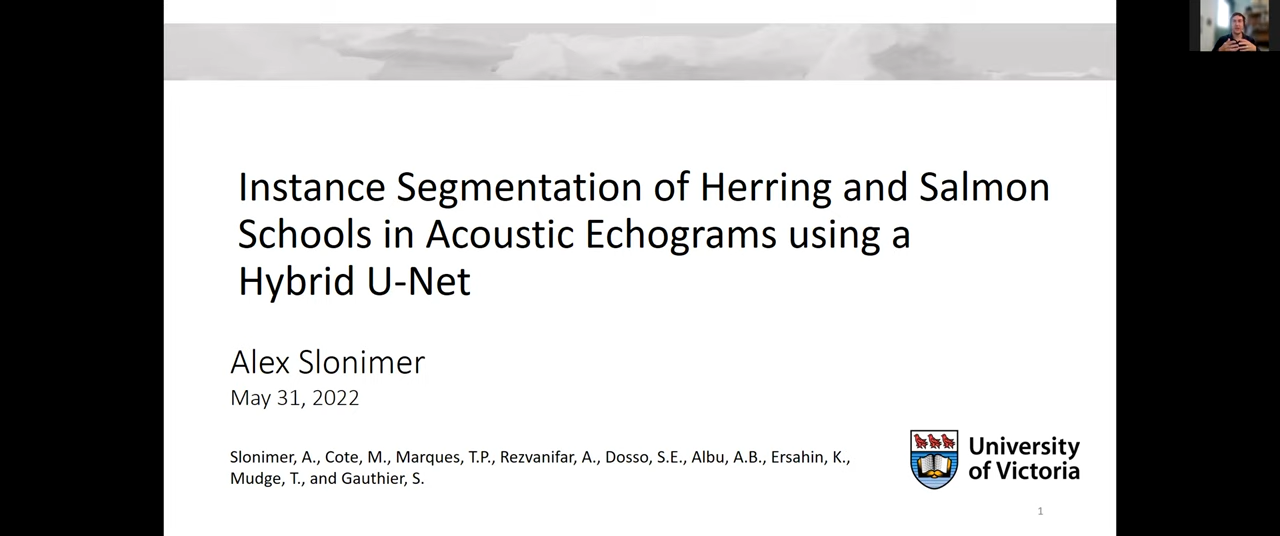 Instance Segmentation of Herring and Salmon
Schools in Acoustic Echograms using a
Hybrid U-Net
Alex Slonimer
May 31, 2022
Slonimer, A., Cote, M., Marques, T.P., Rezvanifar, A., Dosso, S.E., Albu, A.B., Ersahin, K.,
Mudge, T., and Gauthier, S.
University
of Victoria
1